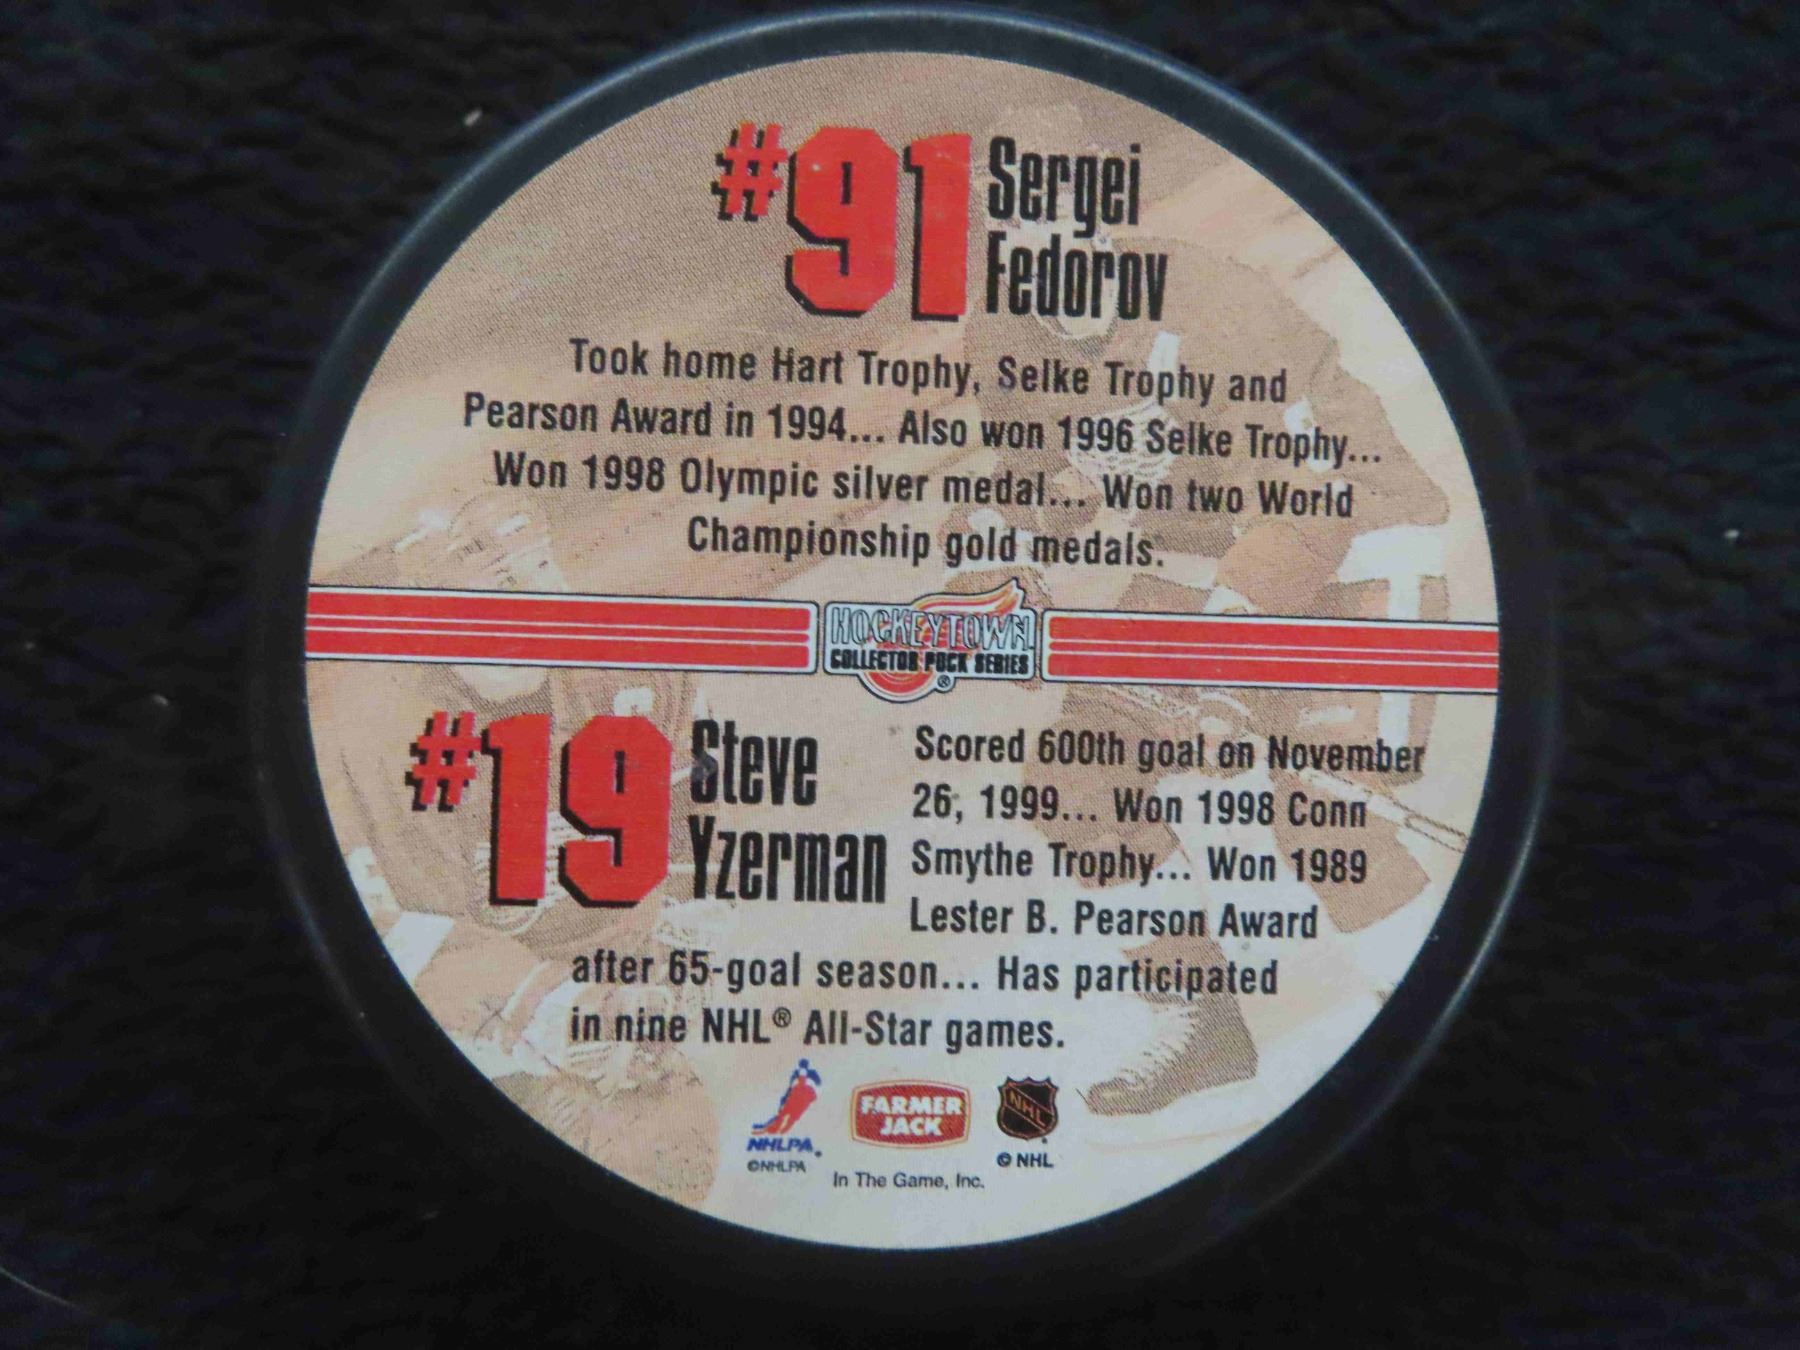 #91 Sergei
Fedorov
Took home Hart Trophy, Selke Trophy and
Pearson Award in 1994... Also won 1996 Selke Trophy...
Won 1998 Olympic silver medal... Won two World
Championship gold medals.
HOCKEYTOWN
COLLECTOR PUCK SERIES
®
#19 Steve
Yzerman
Scored 600th goal on November
26, 1999... Won 1998 Conn
Smythe Trophy... Won 1989
Lester B. Pearson Award
after 65-goal season... Has participated
in nine NHL® All-Star games.
NHLPA.
©NHLPA
FARMER
JACK
In The Game, Inc.
NHL
© NHL